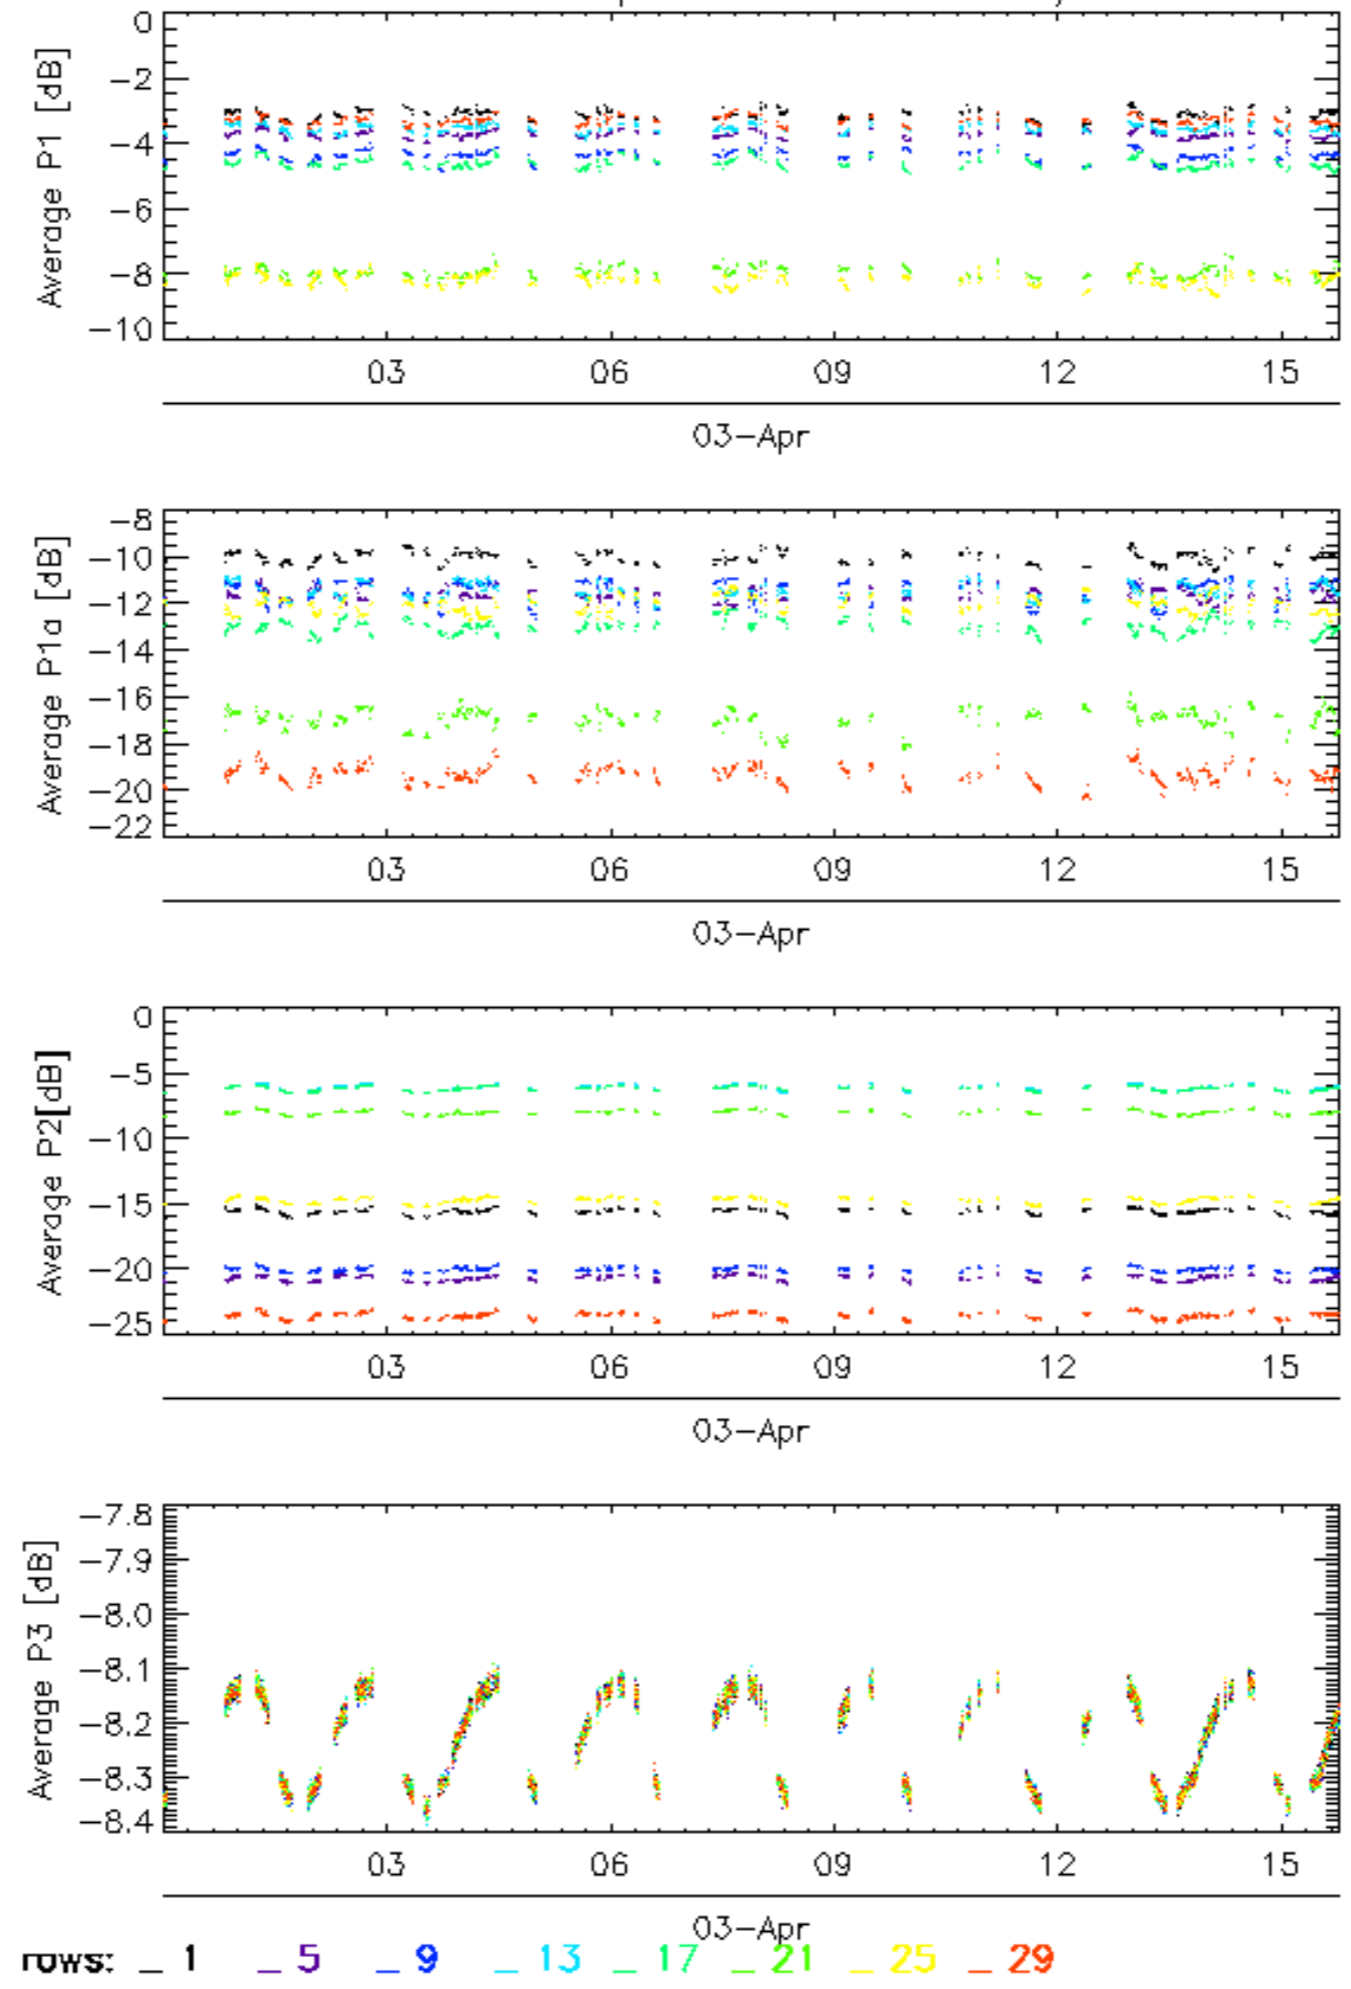 0
-2
-4
-6
-8
-10
Average P1 [dB]
03 06 09 12 15
03-Apr
-8
-10
-12
-14
-16
-18
-20
-22
Average P1a [dB]
03 06 09 12 15
03-Apr
0
-5
-10
-15
-20
-25
Average P2[dB]
03 06 09 12 15
03-Apr
-7.8
-7.9
-8.0
-8.1
-8.2
-8.3
-8.4
Average P3 [dB]
03 06 09 12 15
03-Apr
rows: _ 1 _ 5 _ 9 _ 13 _ 17 _ 21 _ 25 _ 29